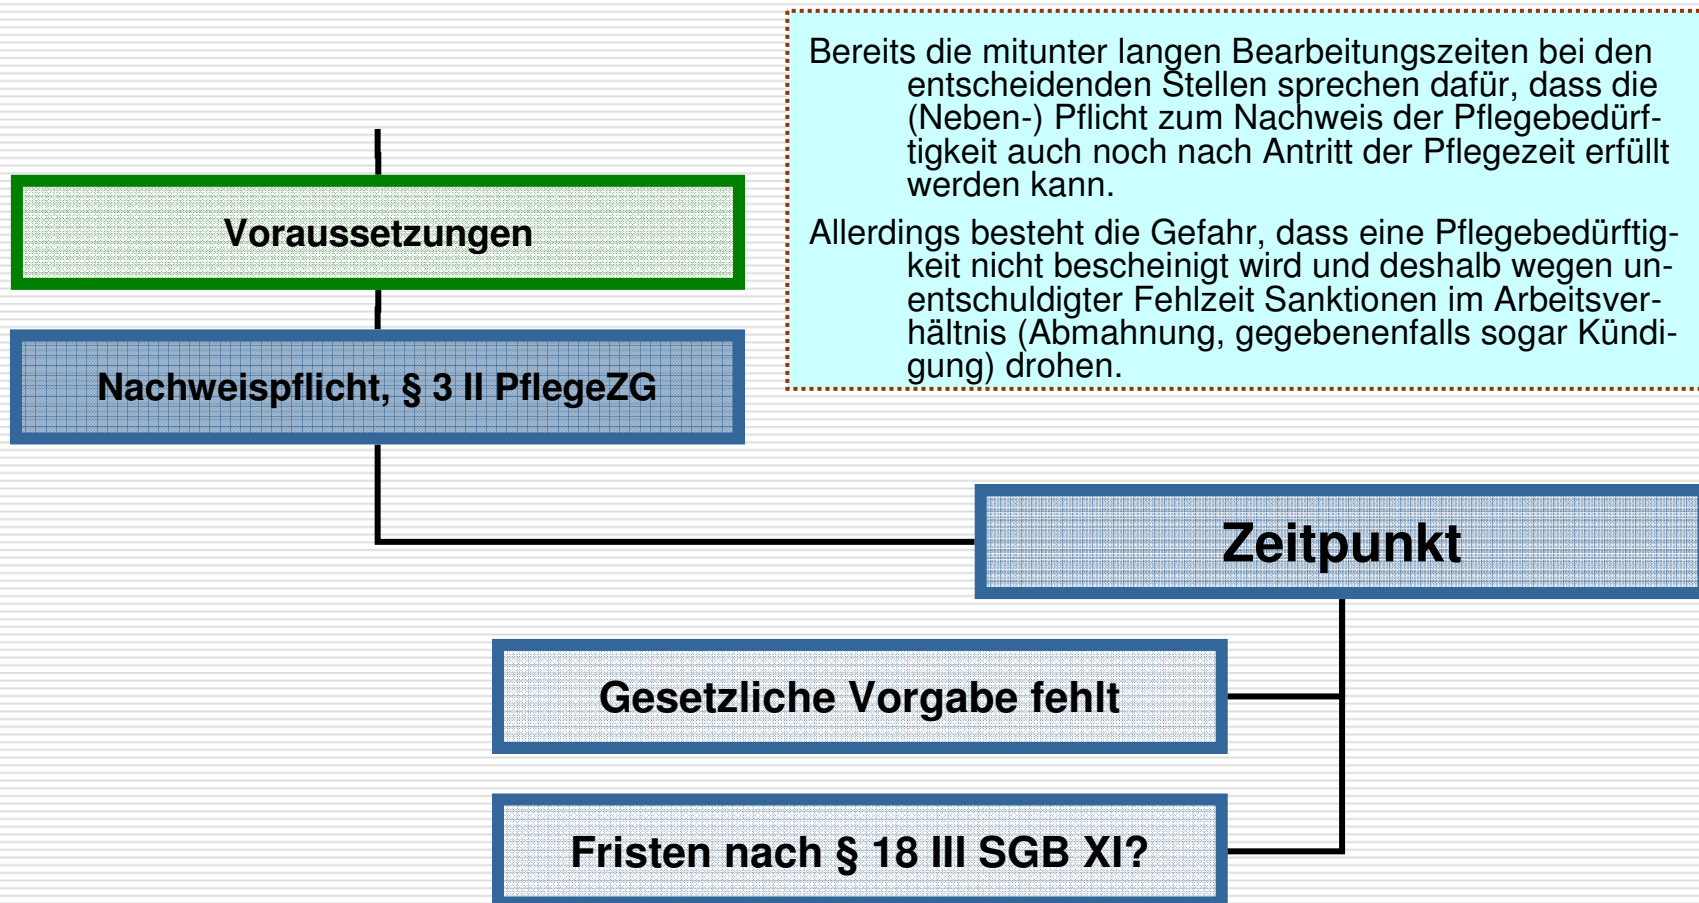 Bereits die mitunter langen Bearbeitungszeiten bei den
entscheidenden Stellen sprechen dafür, dass die
(Neben-) Pflicht zum Nachweis der Pflegebedürf-
tigkeit auch noch nach Antritt der Pflegezeit erfüllt
werden kann.
Allerdings besteht die Gefahr, dass eine Pflegebedürftig-
keit nicht bescheinigt wird und deshalb wegen un-
entschuldigter Fehlzeit Sanktionen im Arbeitsver-
hältnis (Abmahnung, gegebenenfalls sogar Kündi-
gung) drohen.
Voraussetzungen
Nachweispflicht, § 3 II PflegeZG
Zeitpunkt
Gesetzliche Vorgabe fehlt
Fristen nach § 18 III SGB XI?